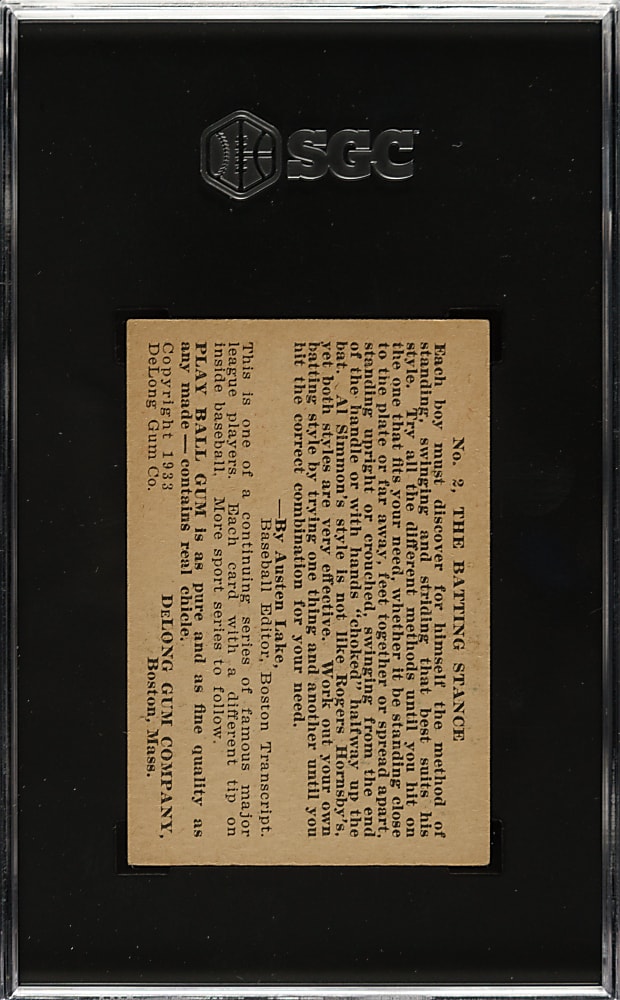 SGC
No. 2, THE BATTING STANCE
Each boy must discover for himself the method of
standing, swinging and striding that best suits his
style. Try all the different methods until you hit on
the one that fits your need, whether it be standing close
to the plate or far away, feet together or spread apart,
standing upright or crouched, swinging from the end
of the handle or with hands "choked" halfway up the
bat. Al Simmon's style is not like Rogers Hornsby's,
yet both styles are very effective. Work out your own
batting style by trying one thing and another until you
hit the correct combination for your need.
—By Austen Lake,
Baseball Editor, Boston Transcript.
This is one of a continuing series of famous major
league players. Each card with a different tip on
inside baseball. More sport series to follow.
PLAY BALL GUM is as pure and as fine quality as
any made — contains real chicle.
Copyright 1933 DeLONG GUM COMPANY,
DeLong Gum Co. Boston, Mass.